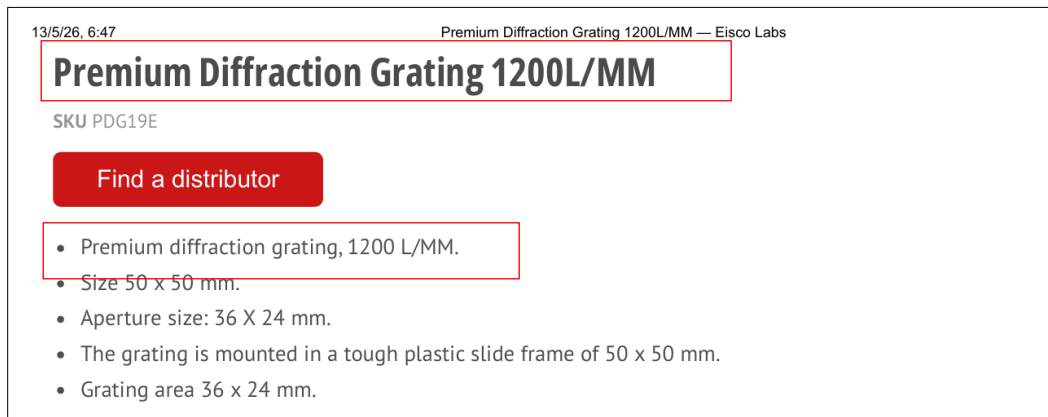 13/5/26, 6:47 Premium Diffraction Grating 1200L/MM — Eisco Labs
Premium Diffraction Grating 1200L/MM
SKU PDG19E
Find a distributor
• Premium diffraction grating, 1200 L/MM.
• Size 50 x 50 mm.
• Aperture size: 36 X 24 mm.
• The grating is mounted in a tough plastic slide frame of 50 x 50 mm.
• Grating area 36 x 24 mm.